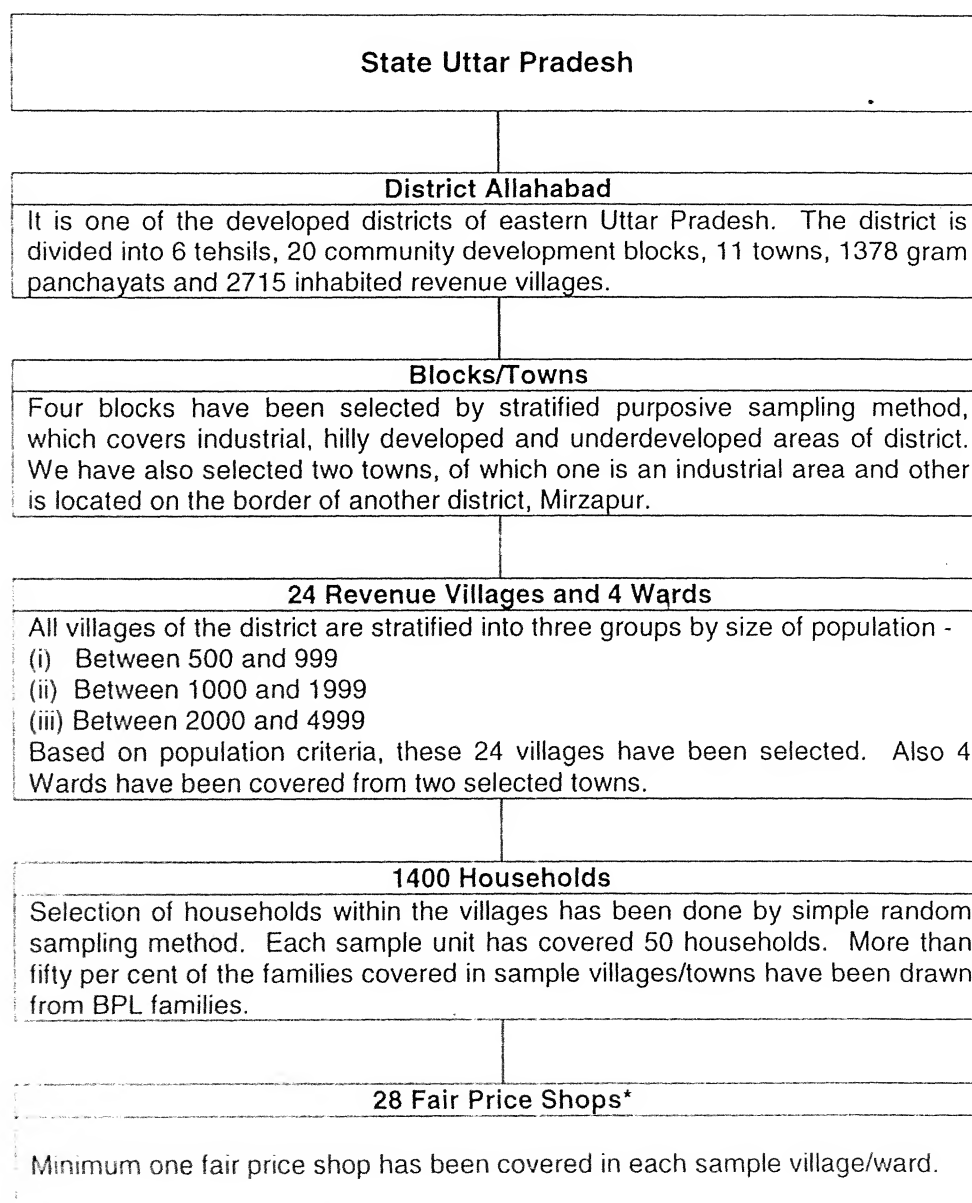 State Uttar Pradesh
District Allahabad
It is one of the developed districts of eastern Uttar Pradesh. The district is
divided into 6 tehsils, 20 community development blocks, 11 towns, 1378 gram
panchayats and 2715 inhabited revenue villages.
Blocks/Towns
Four blocks have been selected by stratified purposive sampling method,
which covers industrial, hilly developed and underdeveloped areas of district.
We have also selected two towns, of which one is an industrial area and other
is located on the border of another district, Mirzapur.
24 Revenue Villages and 4 Wards
All villages of the district are stratified into three groups by size of population -
(i) Between 500 and 999
(ii) Between 1000 and 1999
(iii) Between 2000 and 4999
Based on population criteria, these 24 villages have been selected. Also 4
Wards have been covered from two selected towns.
1400 Households
Selection of households within the villages has been done by simple random
sampling method. Each sample unit has covered 50 households. More than
fifty per cent of the families covered in sample villages/towns have been drawn
from BPL families.
28 Fair Price Shops*
Minimum one fair price shop has been covered in each sample village/ward.